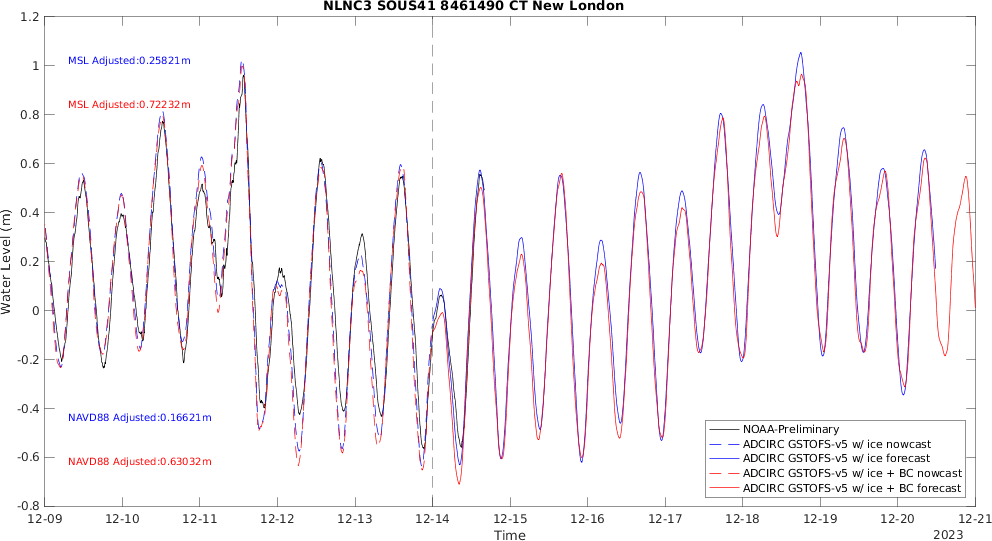 NLNC3 SOUS41 8461490 CT New London
1.2
1
0.8
0.6
0.4
0.2
0
-0.2
-0.4
-0.6
-0.8
Water Level (m)
MSL Adjusted:0.25821m
MSL Adjusted:0.72232m
NAVD88 Adjusted:0.16621m
NAVD88 Adjusted:0.63032m
NOAA-Preliminary
ADCIRC GSTOFS-v5 w/ ice nowcast
ADCIRC GSTOFS-v5 w/ ice forecast
ADCIRC GSTOFS-v5 w/ ice + BC nowcast
ADCIRC GSTOFS-v5 w/ ice + BC forecast
12-09 12-10 12-11 12-12 12-13 12-14 12-15 12-16 12-17 12-18 12-19 12-20 12-21
Time
2023